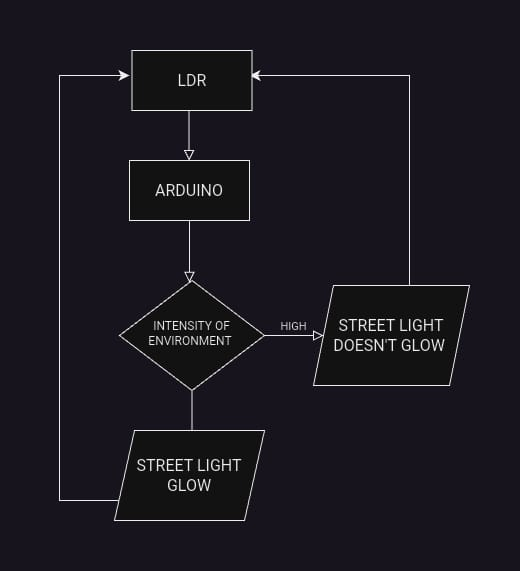 LDR
ARDUINO
INTENSITY OF
ENVIRONMENT
HIGH
STREET LIGHT
DOESN'T GLOW
STREET LIGHT
GLOW